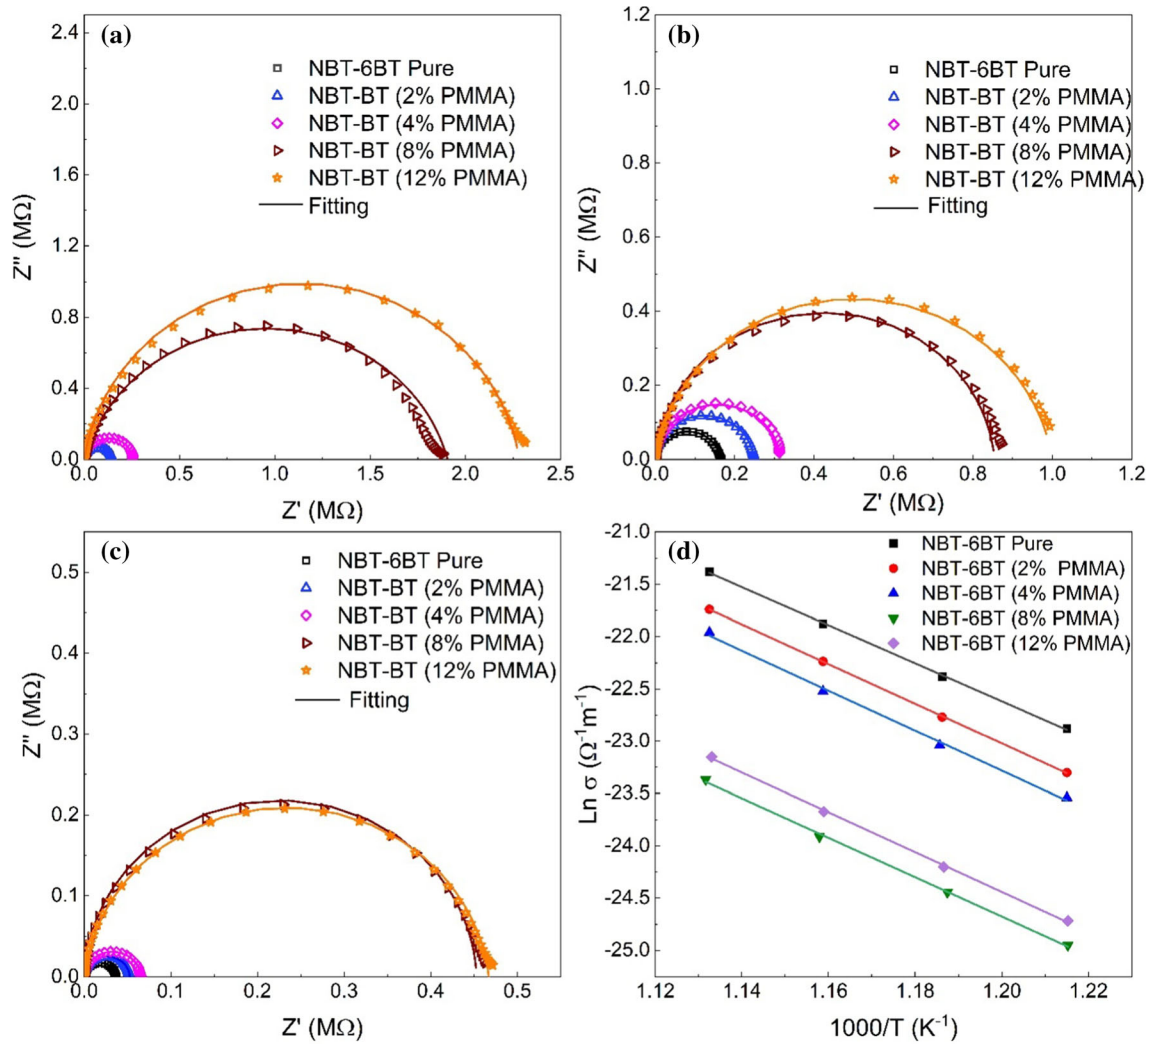 (a)
NBT-6BT Pure
NBT-BT (2% PMMA)
NBT-BT (4% PMMA)
NBT-BT (8% PMMA)
NBT-BT (12% PMMA)
Fitting
2.4
2.0
1.6
1.2
0.8
0.4
0.0
Z'' (MΩ)
0.0 0.5 1.0 1.5 2.0 2.5
Z' (MΩ)
(b)
NBT-6BT Pure
NBT-BT (2% PMMA)
NBT-BT (4% PMMA)
NBT-BT (8% PMMA)
NBT-BT (12% PMMA)
Fitting
1.2
1.0
0.8
0.6
0.4
0.2
0.0
Z'' (MΩ)
0.0 0.2 0.4 0.6 0.8 1.0 1.2
Z' (MΩ)
(c)
NBT-6BT Pure
NBT-BT (2% PMMA)
NBT-BT (4% PMMA)
NBT-BT (8% PMMA)
NBT-BT (12% PMMA)
Fitting
0.5
0.4
0.3
0.2
0.1
0.0
Z'' (MΩ)
0.0 0.1 0.2 0.3 0.4 0.5
Z' (MΩ)
(d)
NBT-6BT Pure
NBT-6BT (2% PMMA)
NBT-6BT (4% PMMA)
NBT-6BT (8% PMMA)
NBT-6BT (12% PMMA)
-21.0
-21.5
-22.0
-22.5
-23.0
-23.5
-24.0
-24.5
-25.0
Ln σ (Ω⁻¹m⁻¹)
1.12 1.14 1.16 1.18 1.20 1.22
1000/T (K⁻¹)